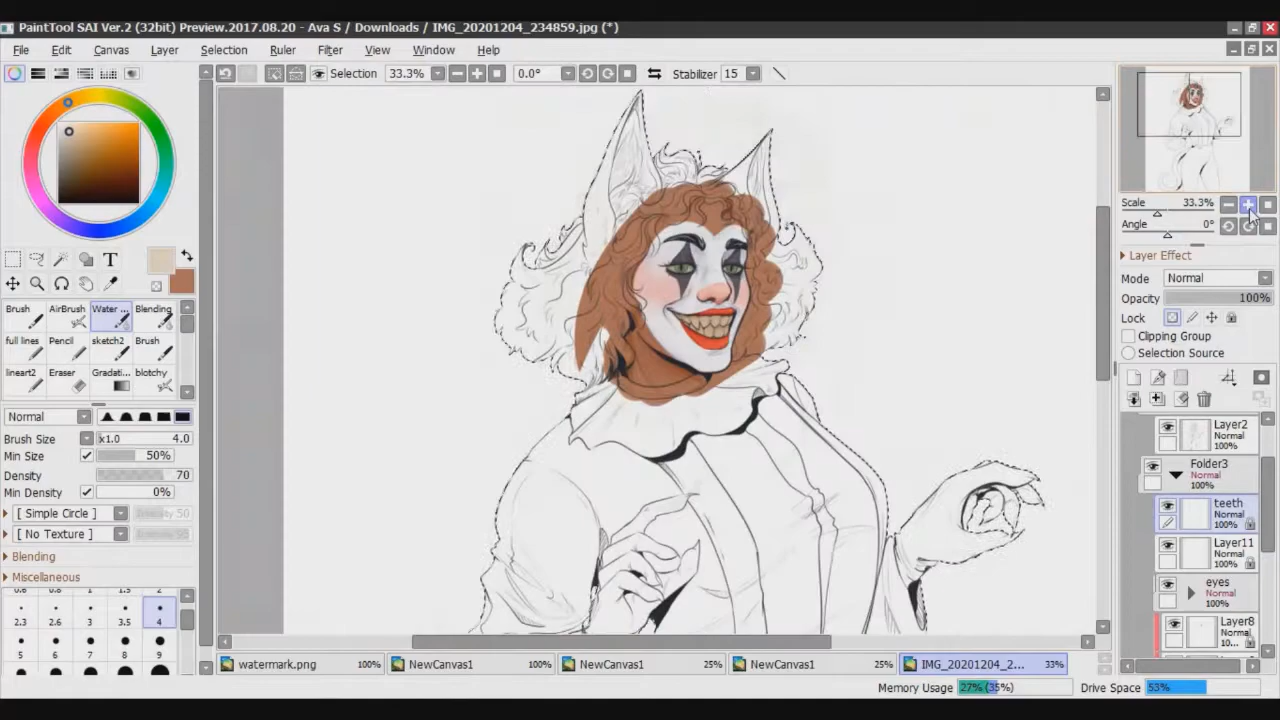 PaintTool SAI Ver.2 (32bit) Preview.2017.08.20 - Ava S / Downloads / IMG_20201204_234859.jpg (*)
File Edit Canvas Layer Selection Ruler Filter View Window Help
Selection 33.3% 0.0° Stabilizer 15
Scale 33.3%
Angle 0°
Layer Effect
Mode Normal
Opacity 100%
Lock
Clipping Group
Selection Source
T
Brush AirBrush Water ... Blending
full lines Pencil sketch2 Brush
lineart2 Eraser Gradati... blotchy
Normal
Brush Size x1.0 4.0
Min Size 50%
Density 70
Min Density 0%
[ Simple Circle ]
[ No Texture ]
Blending
Miscellaneous
2.3 2.6 3 3.5 4
5 6 7 8 9
Layer2
Normal
100%
Folder3
Normal
100%
teeth
Normal
100%
Layer11
Normal
100%
eyes
Normal
100%
Layer8
Normal
10...
watermark.png 100% NewCanvas1 100% NewCanvas1 25% NewCanvas1 25% IMG_20201204_2... 33%
Memory Usage 27% (35%) Drive Space 53%